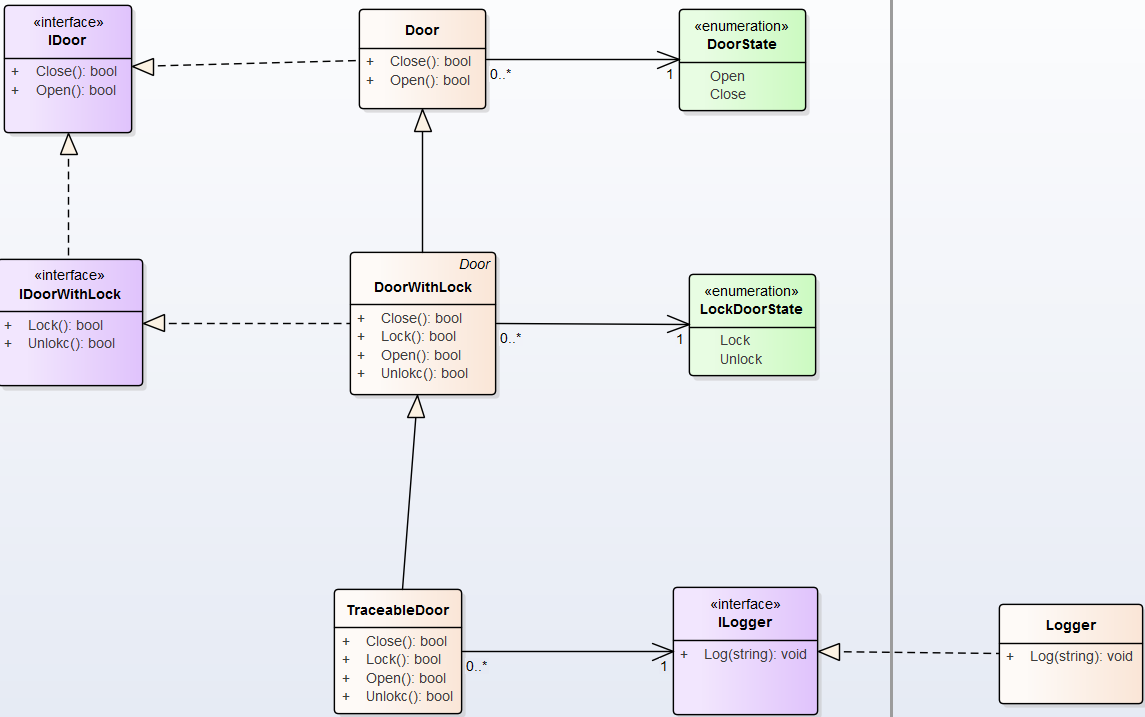 «interface»
IDoor
+ Close(): bool
+ Open(): bool
Door
+ Close(): bool
+ Open(): bool
0..*
1
«enumeration»
DoorState
Open
Close
«interface»
IDoorWithLock
+ Lock(): bool
+ Unlokc(): bool
Door
DoorWithLock
+ Close(): bool
+ Lock(): bool
+ Open(): bool
+ Unlokc(): bool
0..*
1
«enumeration»
LockDoorState
Lock
Unlock
TraceableDoor
+ Close(): bool
+ Lock(): bool
+ Open(): bool
+ Unlokc(): bool
0..*
1
«interface»
ILogger
+ Log(string): void
Logger
+ Log(string): void